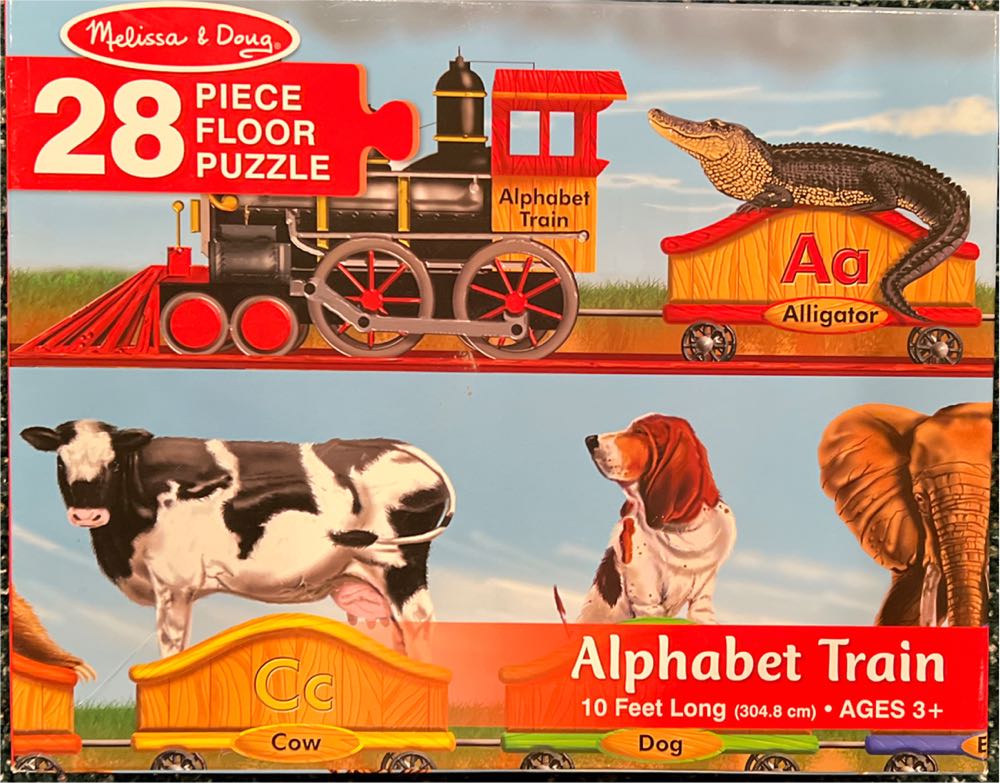 Melissa & Doug®
28 PIECE
FLOOR
PUZZLE
Alphabet
Train
Aa
Alligator
Cc
Cow
Dog
E
Alphabet Train
10 Feet Long (304.8 cm) • AGES 3+